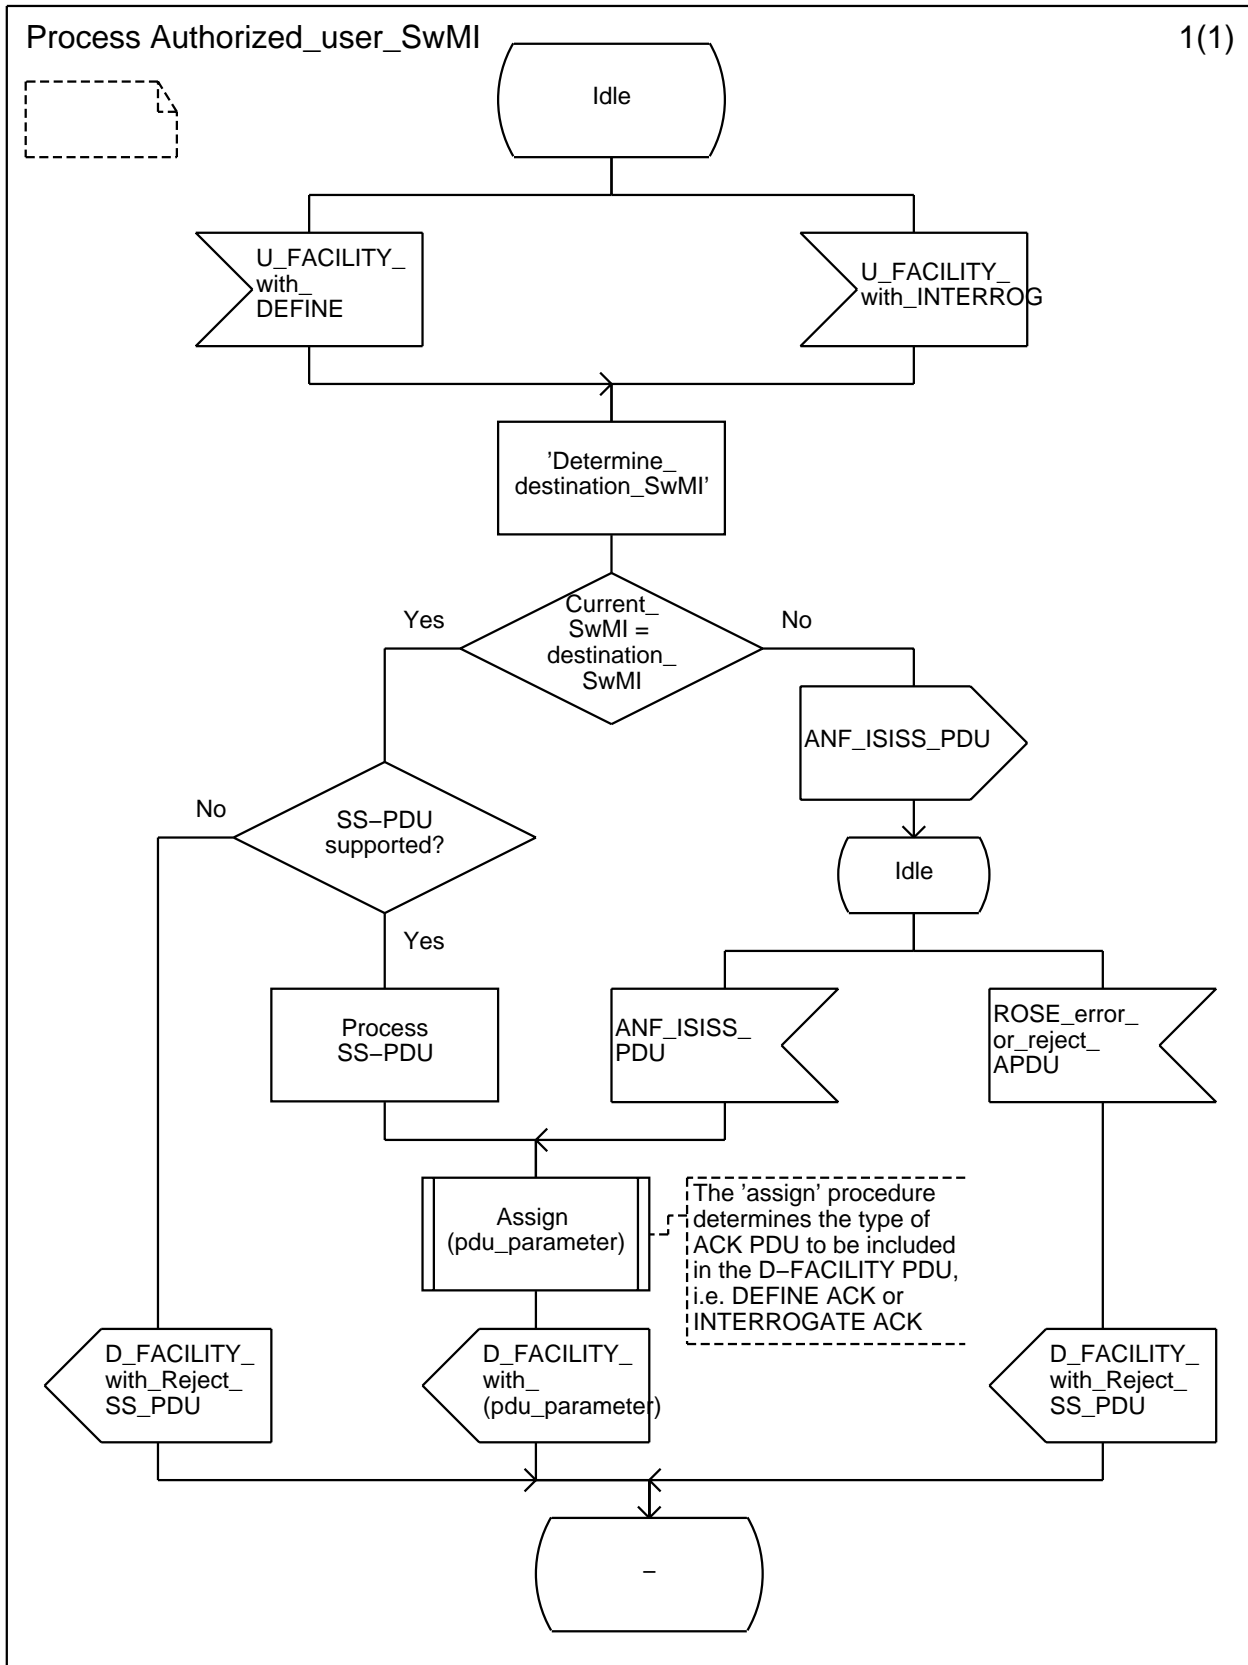 Process Authorized_user_SwMI
1(1)
Idle
U_FACILITY_
with_
DEFINE
U_FACILITY_
with_INTERROG
’Determine_
destination_SwMI’
Current_
SwMI =
destination_
SwMI
Yes
No
ANF_ISISS_PDU
No
SS−PDU
supported?
Idle
Yes
Process
SS−PDU
ANF_ISISS_
PDU
ROSE_error_
or_reject_
APDU
Assign
(pdu_parameter)
The ’assign’ procedure
determines the type of
ACK PDU to be included
in the D−FACILITY PDU,
i.e. DEFINE ACK or
INTERROGATE ACK
D_FACILITY_
with_Reject_
SS_PDU
D_FACILITY_
with_
(pdu_parameter)
D_FACILITY_
with_Reject_
SS_PDU
−